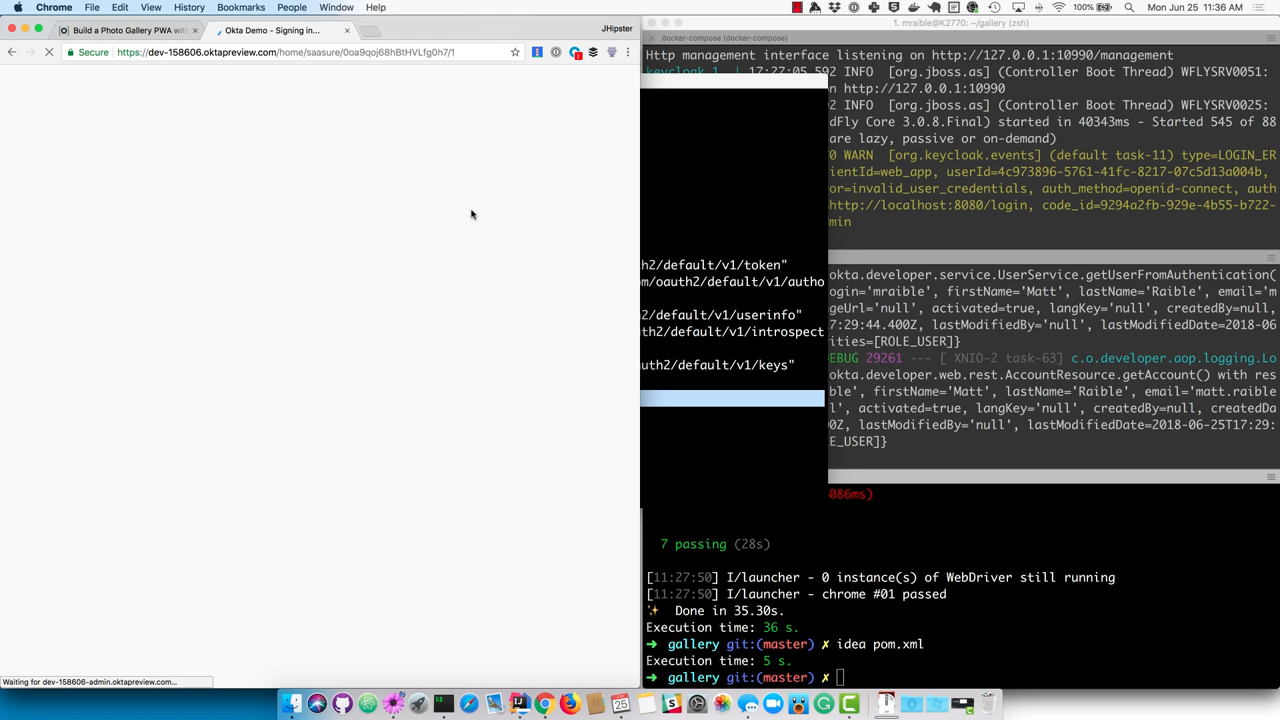 Chrome File Edit View History Bookmarks People Window Help
100% Mon Jun 25 11:36 AM
Build a Photo Gallery PWA with
Okta Demo - Signing in...
JHipster
Secure https://dev-158606.oktapreview.com/home/saasure/0oa9qoj68hBtHVLfg0h7/1
Waiting for dev-158606-admin.oktapreview.com...
h2/default/v1/token"
m/oauth2/default/v1/autho
2/default/v1/userinfo"
th2/default/v1/introspect
uth2/default/v1/keys"
1. mraible@K2770: ~/gallery (zsh)
docker-compose (docker-compose)
Http management interface listening on http://127.0.0.1:10990/management
keycloak_1 | 17:27:05,592 INFO [org.jboss.as] (Controller Boot Thread) WFLYSRV0051:
n http://127.0.0.1:10990
2 INFO [org.jboss.as] (Controller Boot Thread) WFLYSRV0025:
dFly Core 3.0.8.Final) started in 40343ms - Started 545 of 88
are lazy, passive or on-demand)
0 WARN [org.keycloak.events] (default task-11) type=LOGIN_ER
ientId=web_app, userId=4c973896-5761-41fc-8217-07c5d13a004b,
or=invalid_user_credentials, auth_method=openid-connect, auth
http://localhost:8080/login, code_id=9294a2fb-929e-4b55-b722-
min
okta.developer.service.UserService.getUserFromAuthentication(
ogin='mraible', firstName='Matt', lastName='Raible', email='m
geUrl='null', activated=true, langKey='null', createdBy=null,
17:29:44.400Z, lastModifiedBy='null', lastModifiedDate=2018-06
ities=[ROLE_USER]}
EBUG 29261 --- [ XNIO-2 task-63] c.o.developer.aop.logging.Lo
okta.developer.web.rest.AccountResource.getAccount() with res
ible', firstName='Matt', lastName='Raible', email='matt.raible
l', activated=true, langKey='null', createdBy=null, createdDa
0Z, lastModifiedBy='null', lastModifiedDate=2018-06-25T17:29:
E_USER]}
086ms)
7 passing (28s)
[11:27:50] I/launcher - 0 instance(s) of WebDriver still running
[11:27:50] I/launcher - chrome #01 passed
✨ Done in 35.30s.
Execution time: 36 s.
➜ gallery git:(master) ✗ idea pom.xml
Execution time: 5 s.
➜ gallery git:(master) ✗